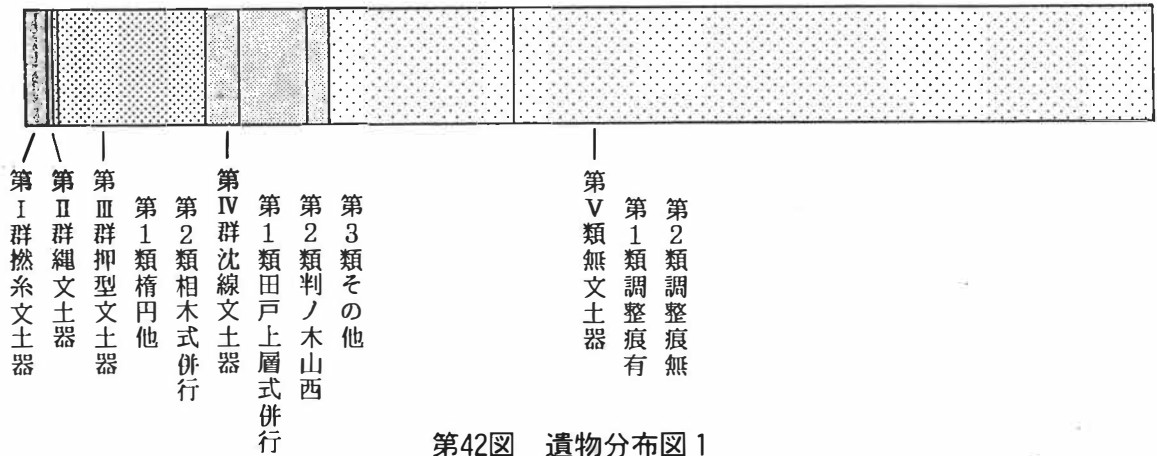 第Ⅰ群撚糸文土器
第Ⅱ群縄文土器
第Ⅲ群押型文土器
第1類楕円他
第2類相木式併行
第Ⅳ群沈線文土器
第1類田戸上層式併行
第2類判ノ木山西
第3類その他
第Ⅴ類無文土器
第1類調整痕有
第2類調整痕無
第42図　遺物分布図1